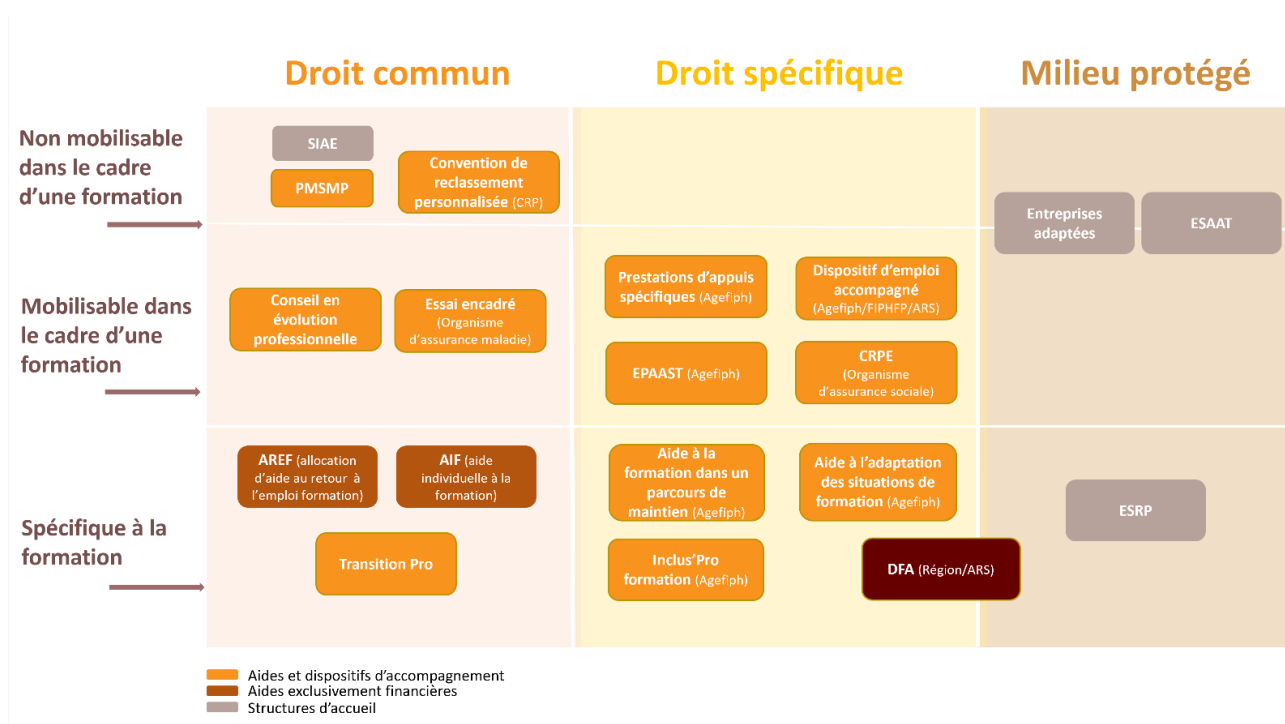 Droit commun
Droit spécifique
Milieu protégé
Non mobilisable
dans le cadre
d'une formation
SIAE
PMSMP
Convention de
reclassement
personnalisée (CRP)
Entreprises
adaptées
ESAAT
Mobilisable dans
le cadre d'une
formation
Conseil en
évolution
professionnelle
Essai encadré
(Organisme
d'assurance maladie)
Prestations d'appuis
spécifiques (Agefiph)
Dispositif d'emploi
accompagné
(Agefiph/FIPHFP/ARS)
EPAAST (Agefiph)
CRPE
(Organisme
d'assurance sociale)
Spécifique à la
formation
AREF (allocation
d'aide au retour à
l'emploi formation)
AIF (aide
individuelle à la
formation)
Transition Pro
Aide à la
formation dans un
parcours de
maintien (Agefiph)
Aide à l'adaptation
des situations de
formation (Agefiph)
Inclus'Pro
formation (Agefiph)
DFA (Région/ARS)
ESRP
Aides et dispositifs d'accompagnement
Aides exclusivement financières
Structures d'accueil